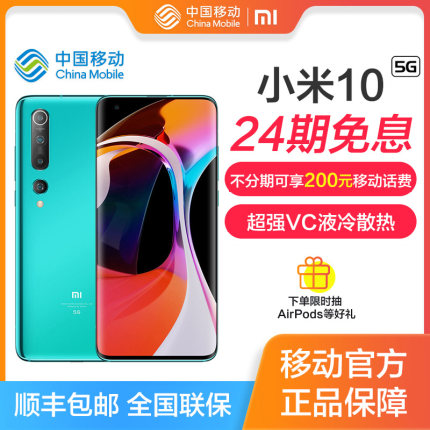 中国移动
China Mobile
mi
中国移动
China Mobile
小米10
5G
24期免息
不分期可享200元移动话费
超强VC液冷散热
下单限时抽
AirPods等好礼
mi
5G
移动官方
正品保障
顺丰包邮 全国联保